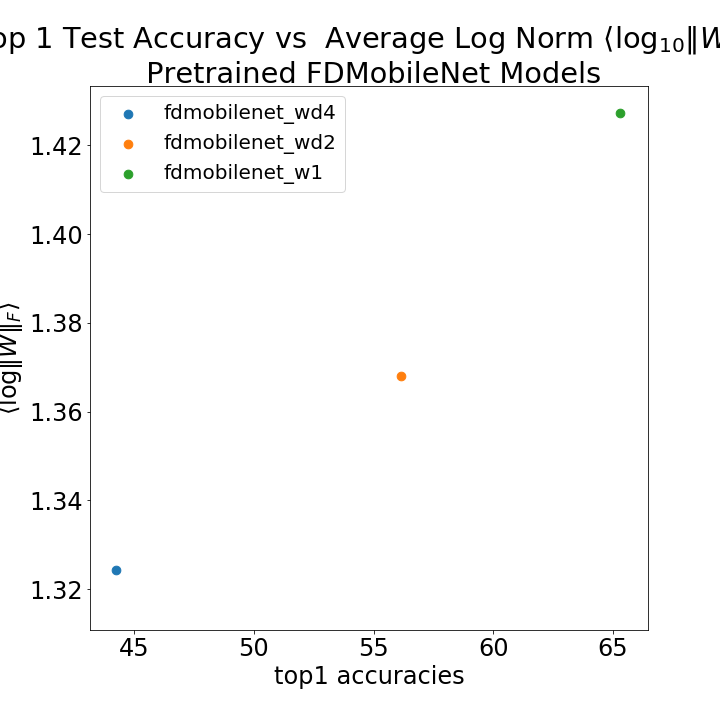 op 1 Test Accuracy vs Average Log Norm ⟨log₁₀‖W
Pretrained FDMobileNet Models
fdmobilenet_wd4
fdmobilenet_wd2
fdmobilenet_w1
1.42
1.40
1.38
1.36
1.34
1.32
⟨log‖W‖F⟩
45 50 55 60 65
top1 accuracies